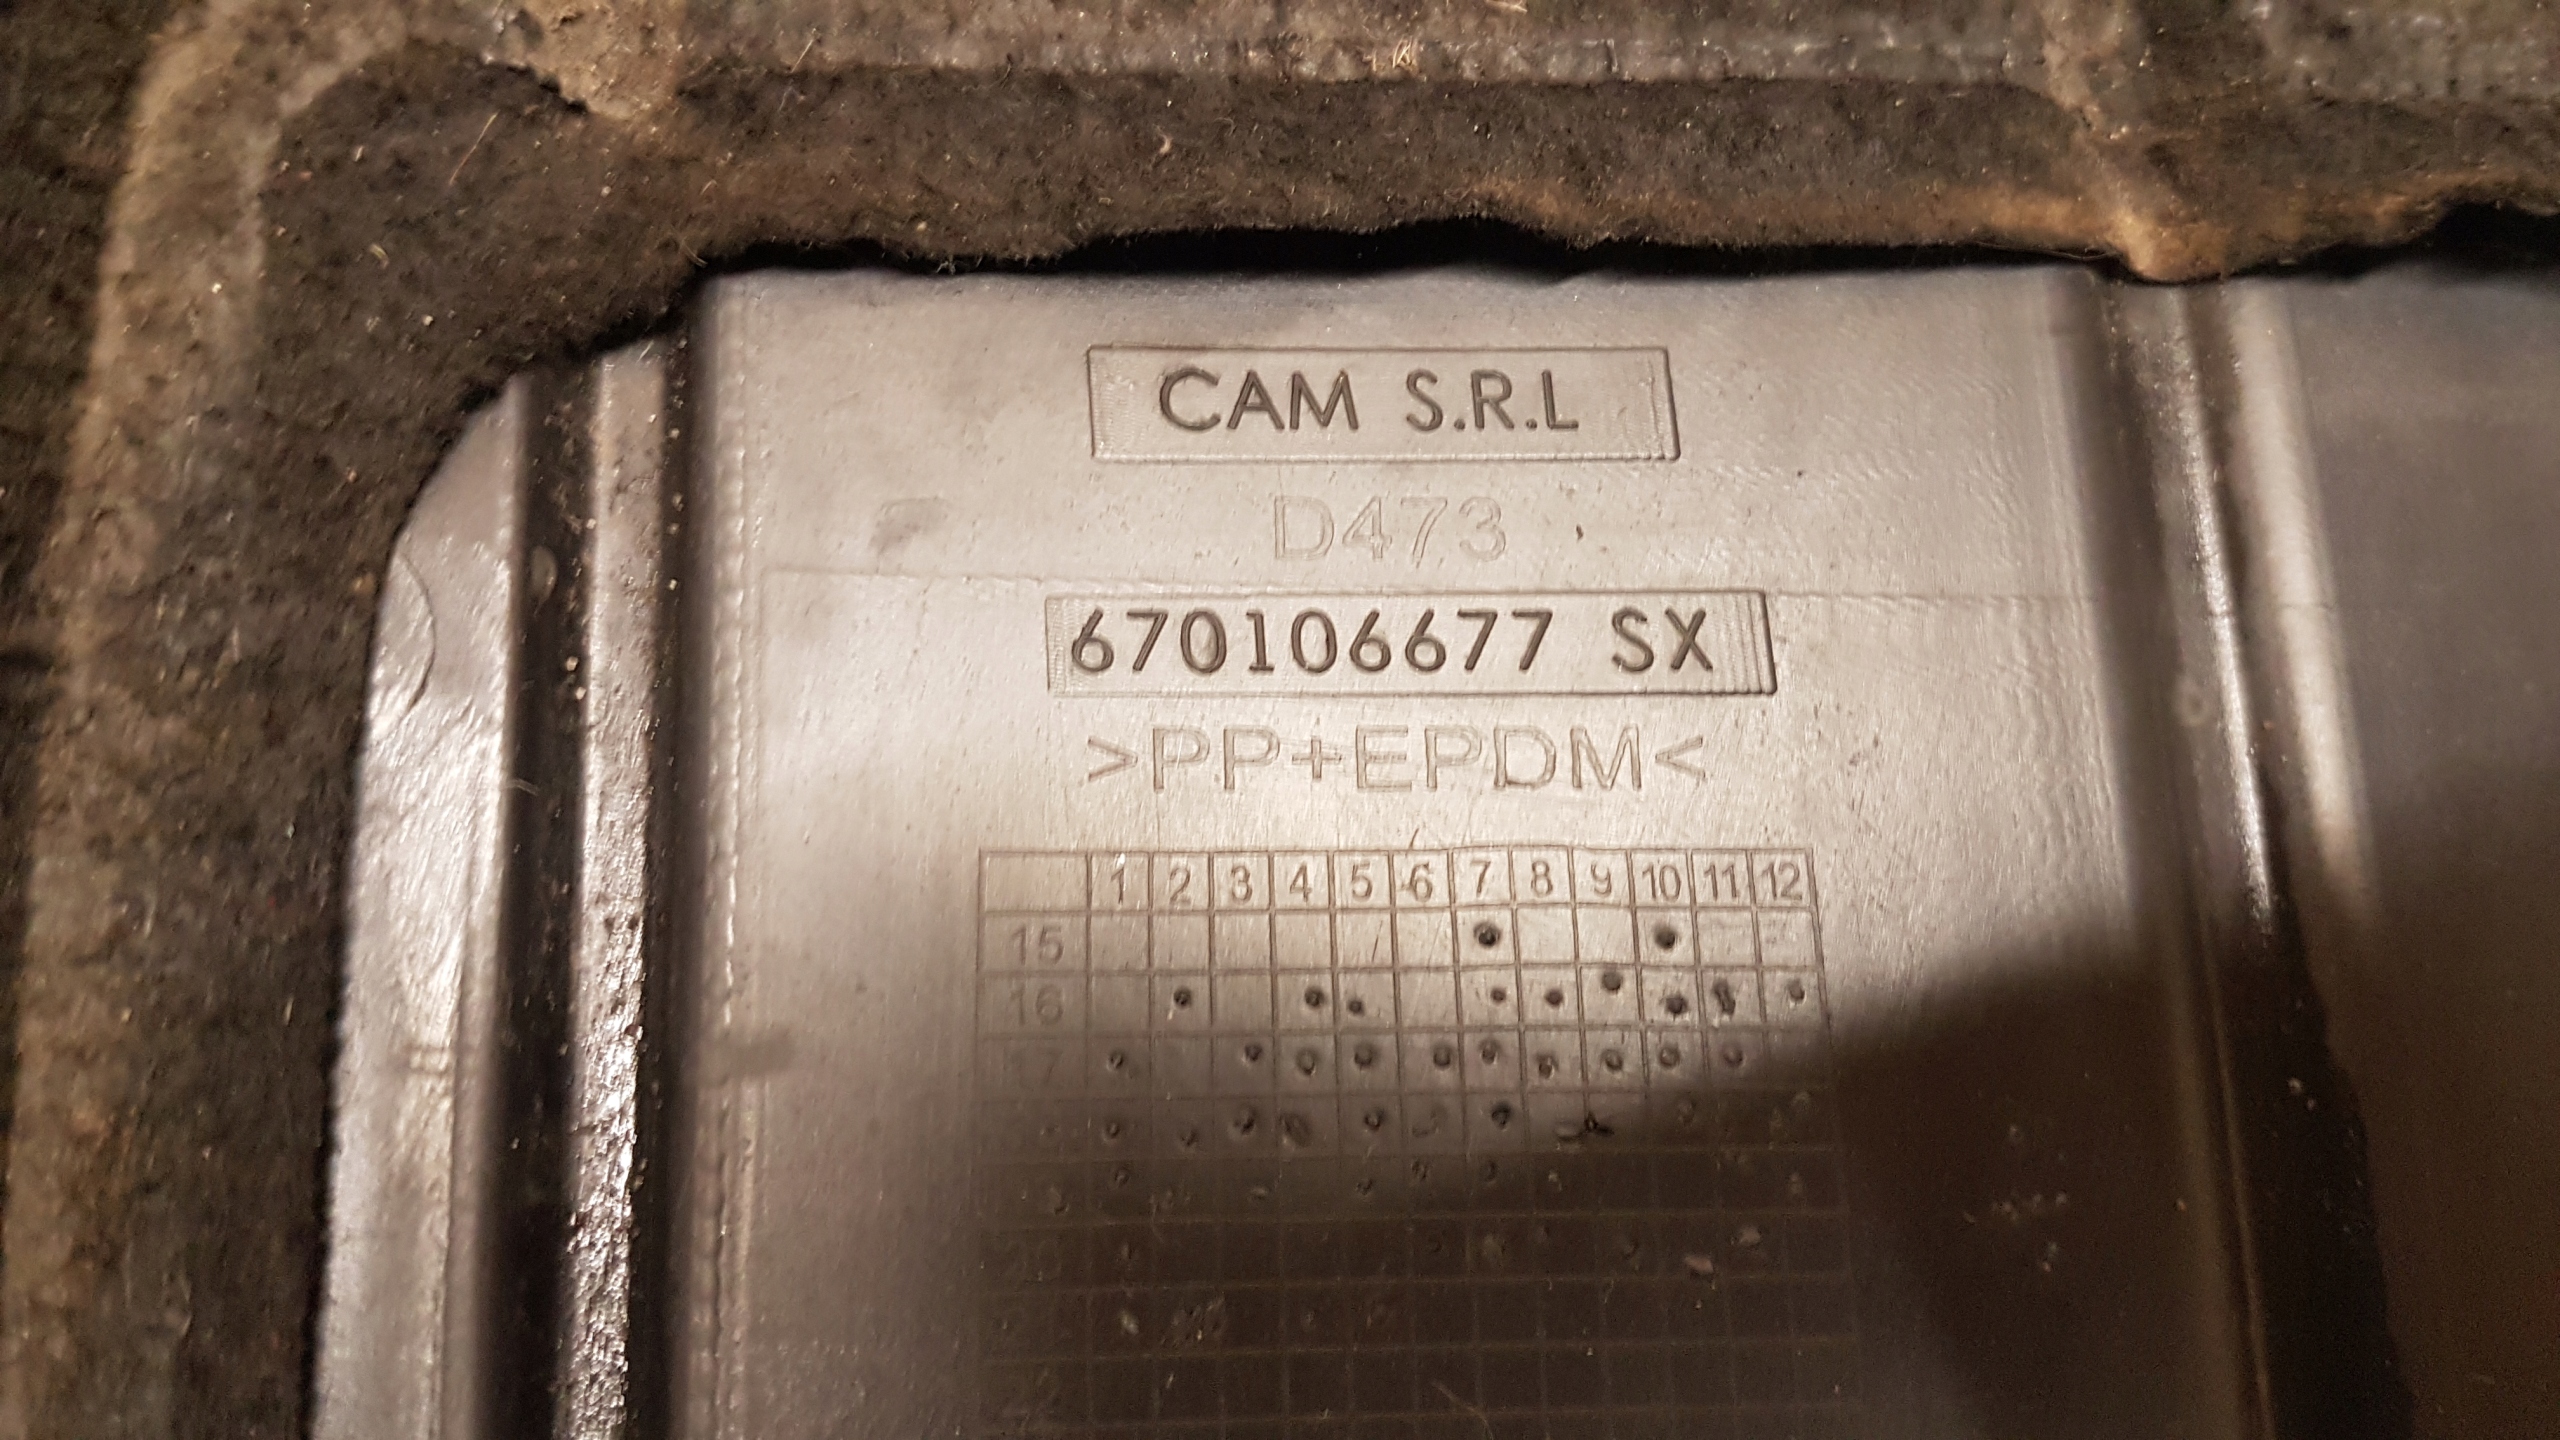 CAM S.R.L
D473
670106677 SX
>PP+EPDM<
1 2 3 4 5 6 7 8 9 10 11 12
15
16
17